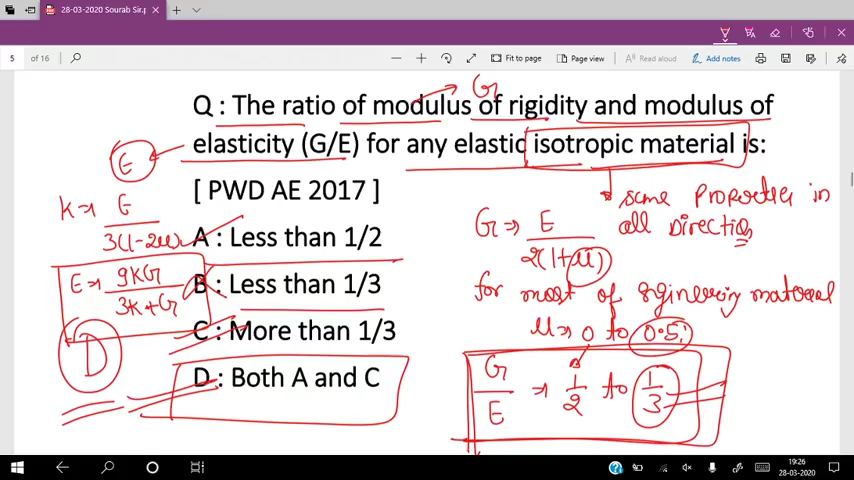 28-03-2020 Sourab Sir.p
5 of 16
Fit to page
Page view
Read aloud
Add notes
G
Q : The ratio of modulus of rigidity and modulus of
elasticity (G/E) for any elastic isotropic material is:
E
[ PWD AE 2017 ]
same properties in
all direction
K => E / 3(1-2μ)
G => E / 2(1+μ)
A : Less than 1/2
E => 9KG / 3K+G
B : Less than 1/3
for most of engineering material
μ => 0 to 0.5
C : More than 1/3
D
D : Both A and C
G/E => 1/2 to 1/3
19:26
28-03-2020